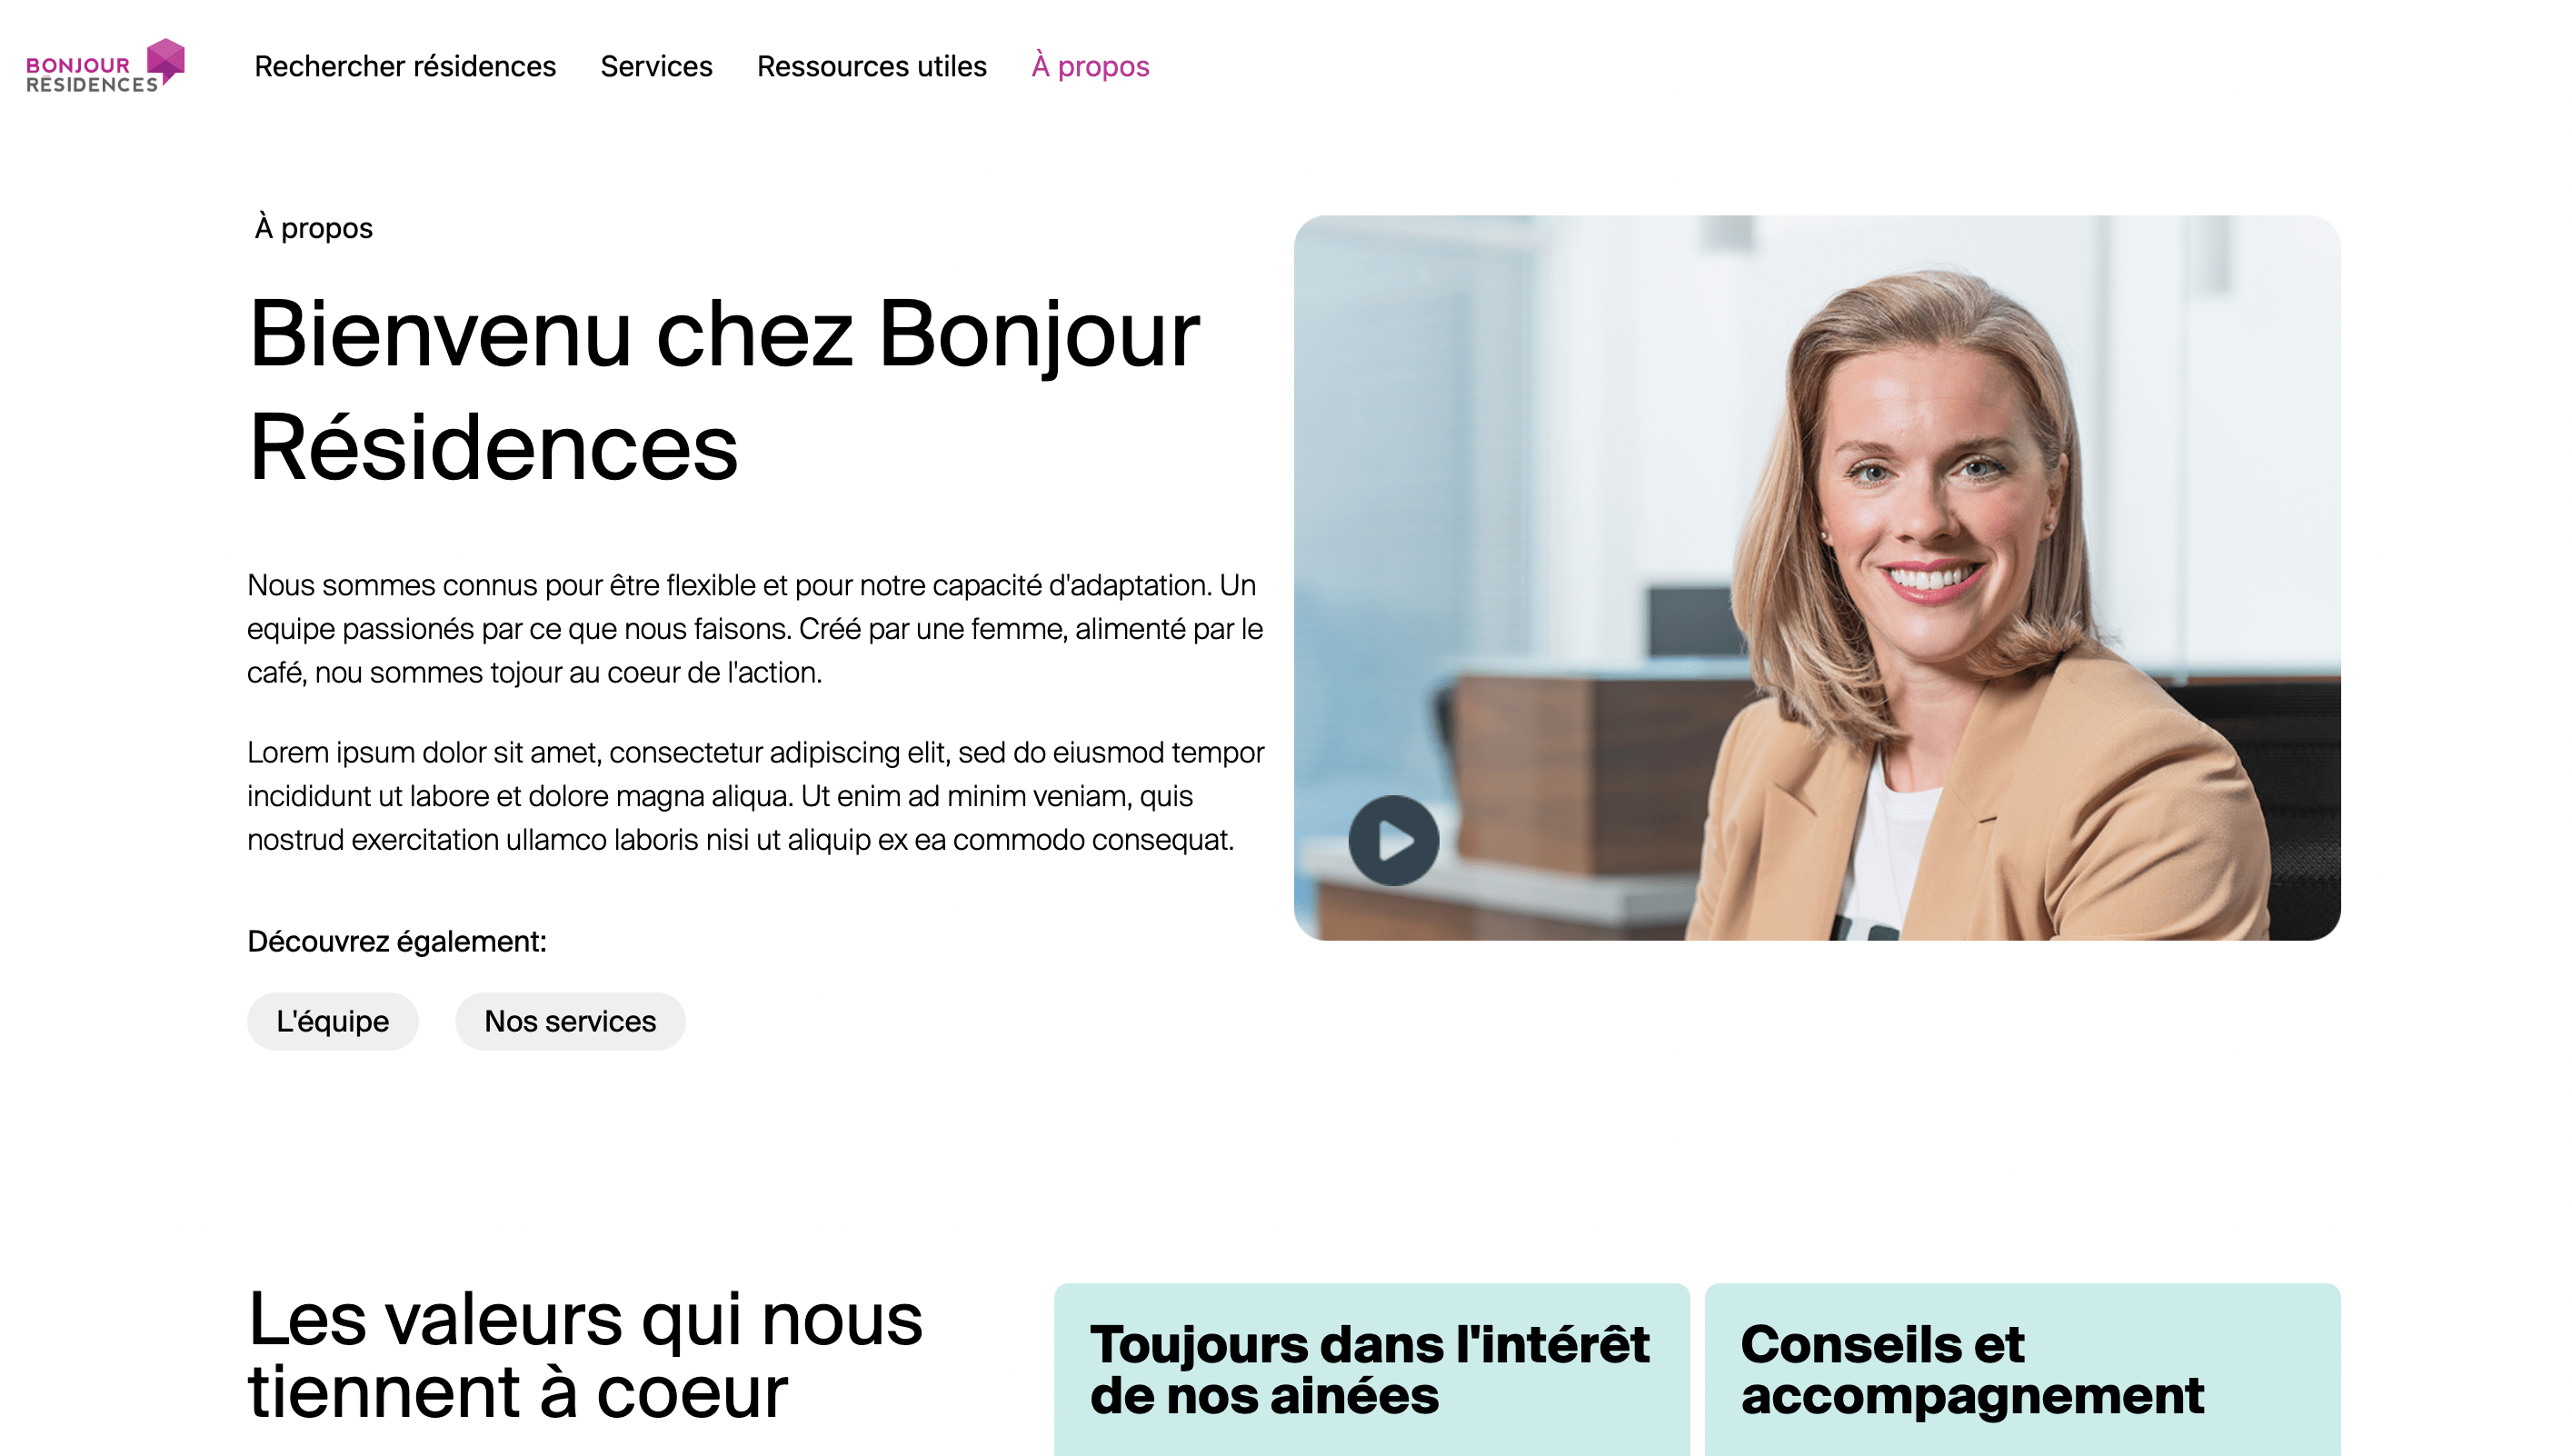 BONJOUR
RÉSIDENCES
Rechercher résidences
Services
Ressources utiles
À propos
À propos
Bienvenu chez Bonjour
Résidences
Nous sommes connus pour être flexible et pour notre capacité d'adaptation. Un
equipe passionés par ce que nous faisons. Créé par une femme, alimenté par le
café, nou sommes tojour au coeur de l'action.
Lorem ipsum dolor sit amet, consectetur adipiscing elit, sed do eiusmod tempor
incididunt ut labore et dolore magna aliqua. Ut enim ad minim veniam, quis
nostrud exercitation ullamco laboris nisi ut aliquip ex ea commodo consequat.
Découvrez également:
L'équipe
Nos services
Les valeurs qui nous
tiennent à coeur
Toujours dans l'intérêt
de nos ainées
Conseils et
accompagnement